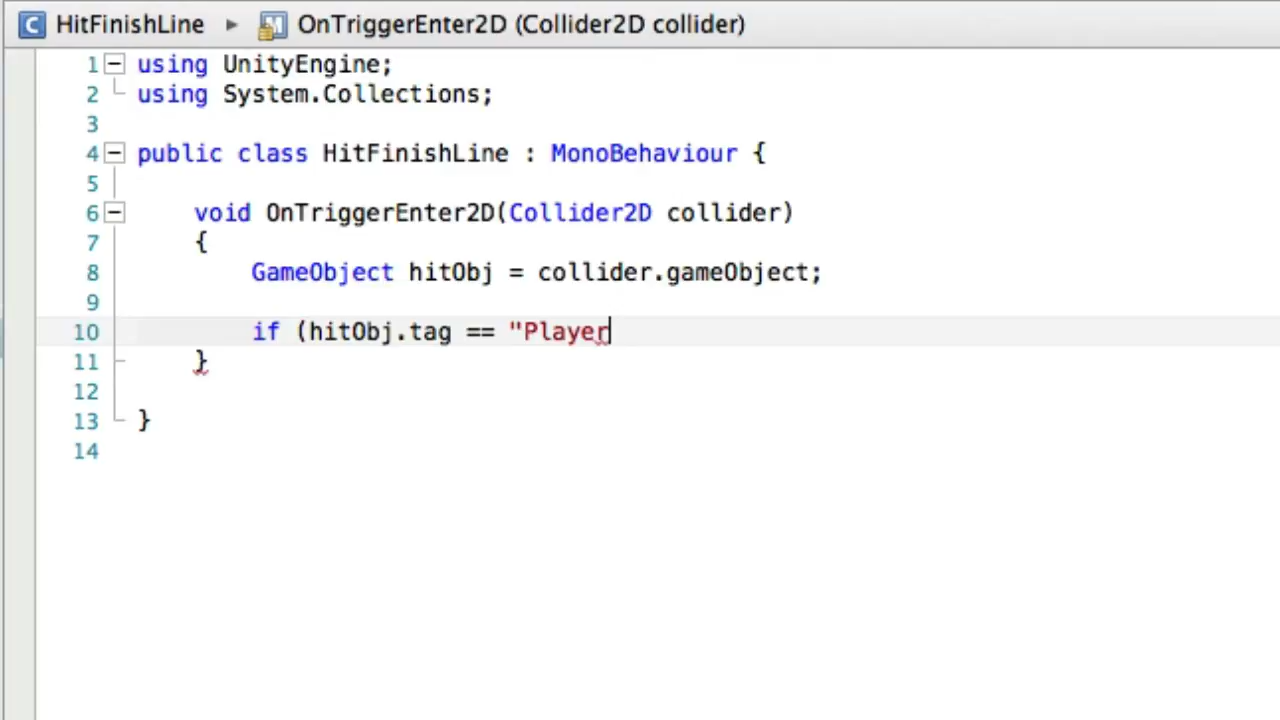 HitFinishLine ▸ OnTriggerEnter2D (Collider2D collider)
1 using UnityEngine;
2 using System.Collections;
3
4 public class HitFinishLine : MonoBehaviour {
5
6 void OnTriggerEnter2D(Collider2D collider)
7 {
8 GameObject hitObj = collider.gameObject;
9
10 if (hitObj.tag == "Player
11 }
12
13 }
14